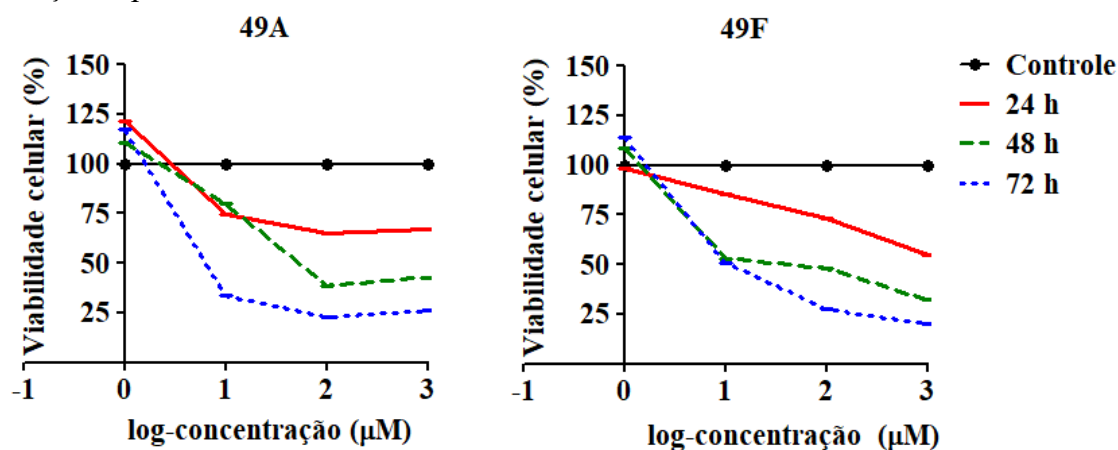 49A
Viabilidade celular (%)
150
125
100
75
50
25
-1 0 1 2 3
log-concentração (μM)
49F
Viabilidade celular (%)
150
125
100
75
50
25
-1 0 1 2 3
log-concentração (μM)
Controle
24 h
48 h
72 h